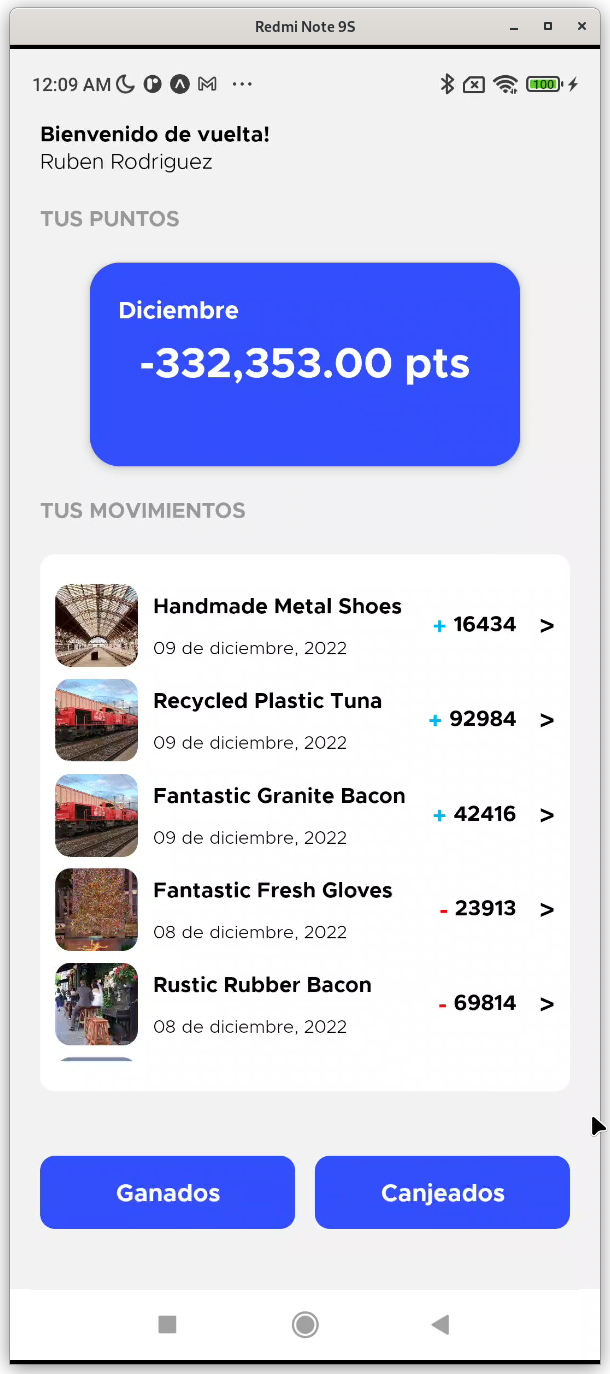 Redmi Note 9S
12:09 AM
100
Bienvenido de vuelta!
Ruben Rodriguez
TUS PUNTOS
Diciembre
-332,353.00 pts
TUS MOVIMIENTOS
Handmade Metal Shoes
09 de diciembre, 2022
+ 16434 >
Recycled Plastic Tuna
09 de diciembre, 2022
+ 92984 >
Fantastic Granite Bacon
09 de diciembre, 2022
+ 42416 >
Fantastic Fresh Gloves
08 de diciembre, 2022
- 23913 >
Rustic Rubber Bacon
08 de diciembre, 2022
- 69814 >
Ganados
Canjeados